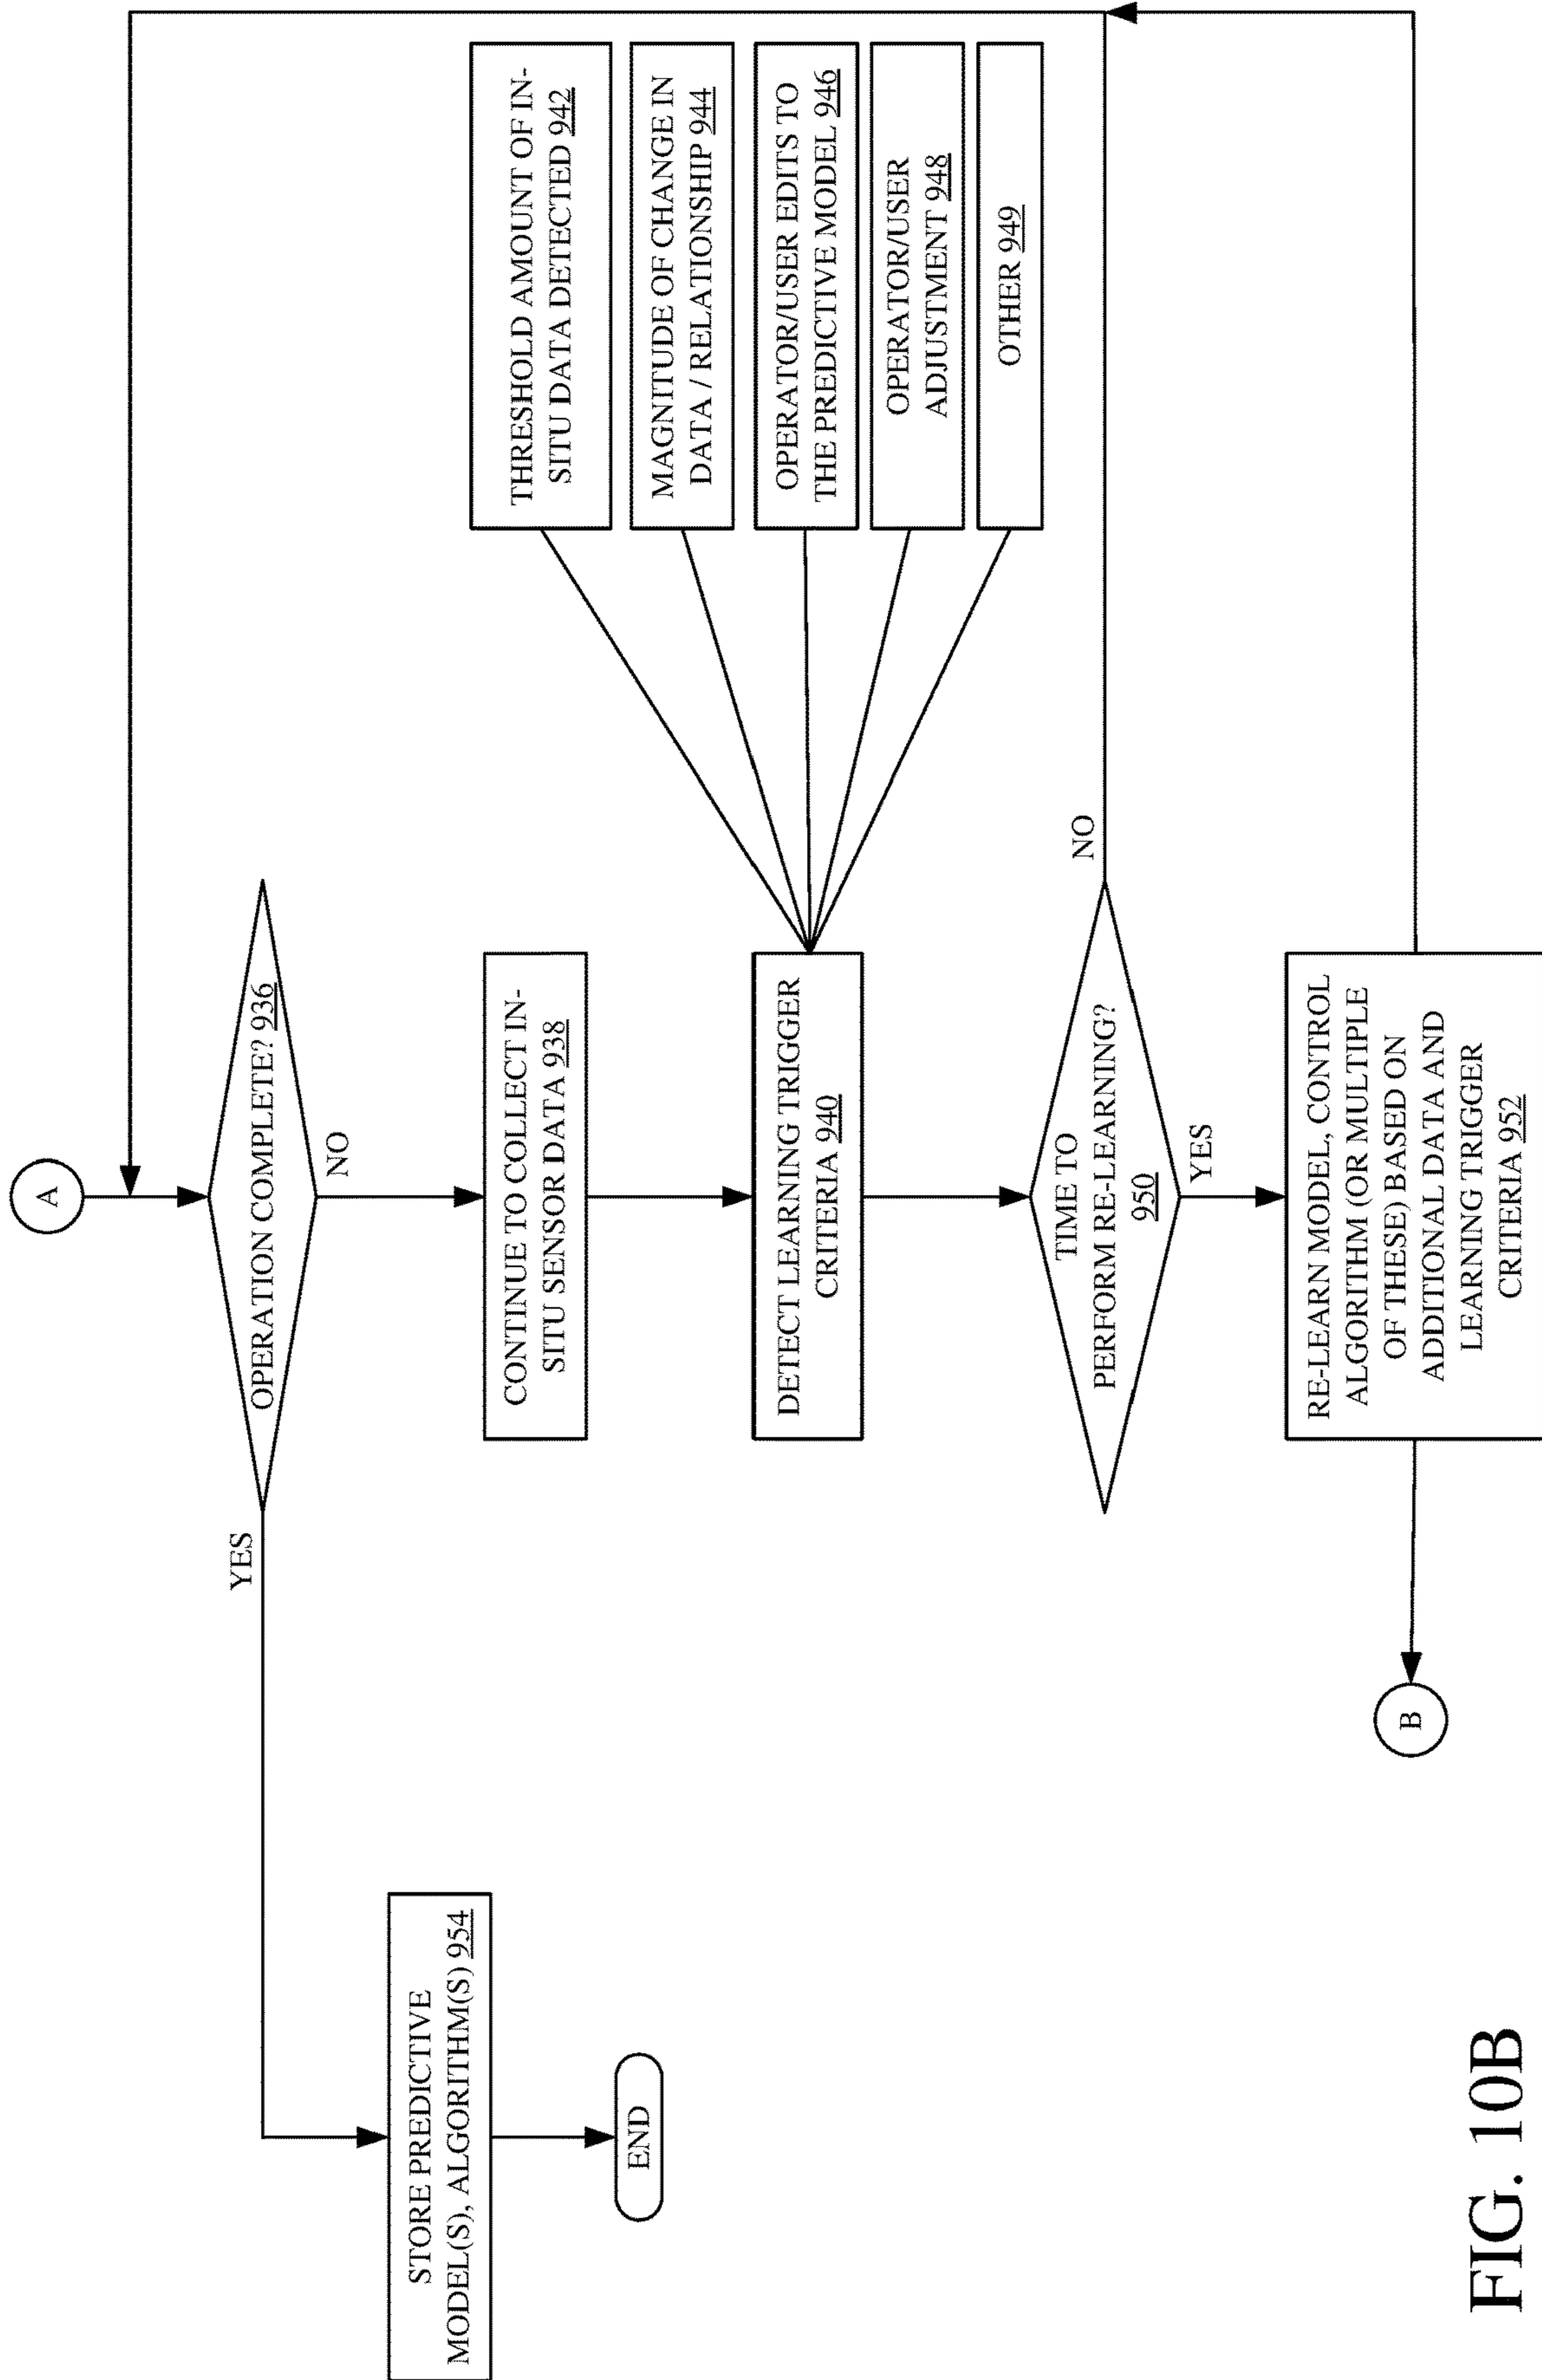 A
OPERATION COMPLETE? 936
YES
NO
STORE PREDICTIVE
MODEL(S), ALGORITHM(S) 954
END
CONTINUE TO COLLECT IN-
SITU SENSOR DATA 938
DETECT LEARNING TRIGGER
CRITERIA 940
THRESHOLD AMOUNT OF IN-
SITU DATA DETECTED 942
MAGNITUDE OF CHANGE IN
DATA / RELATIONSHIP 944
OPERATOR/USER EDITS TO
THE PREDICTIVE MODEL 946
OPERATOR/USER
ADJUSTMENT 948
OTHER 949
TIME TO
PERFORM RE-LEARNING?
950
NO
YES
RE-LEARN MODEL, CONTROL
ALGORITHM (OR MULTIPLE
OF THESE) BASED ON
ADDITIONAL DATA AND
LEARNING TRIGGER
CRITERIA 952
B
FIG. 10B